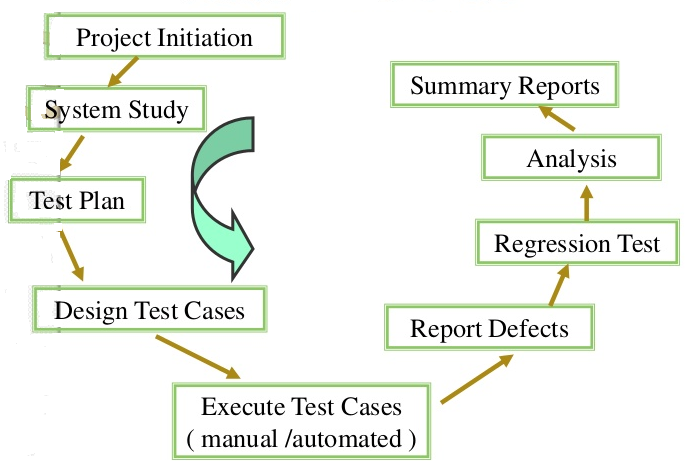 Project Initiation
System Study
Test Plan
Design Test Cases
Execute Test Cases
( manual /automated )
Report Defects
Regression Test
Analysis
Summary Reports